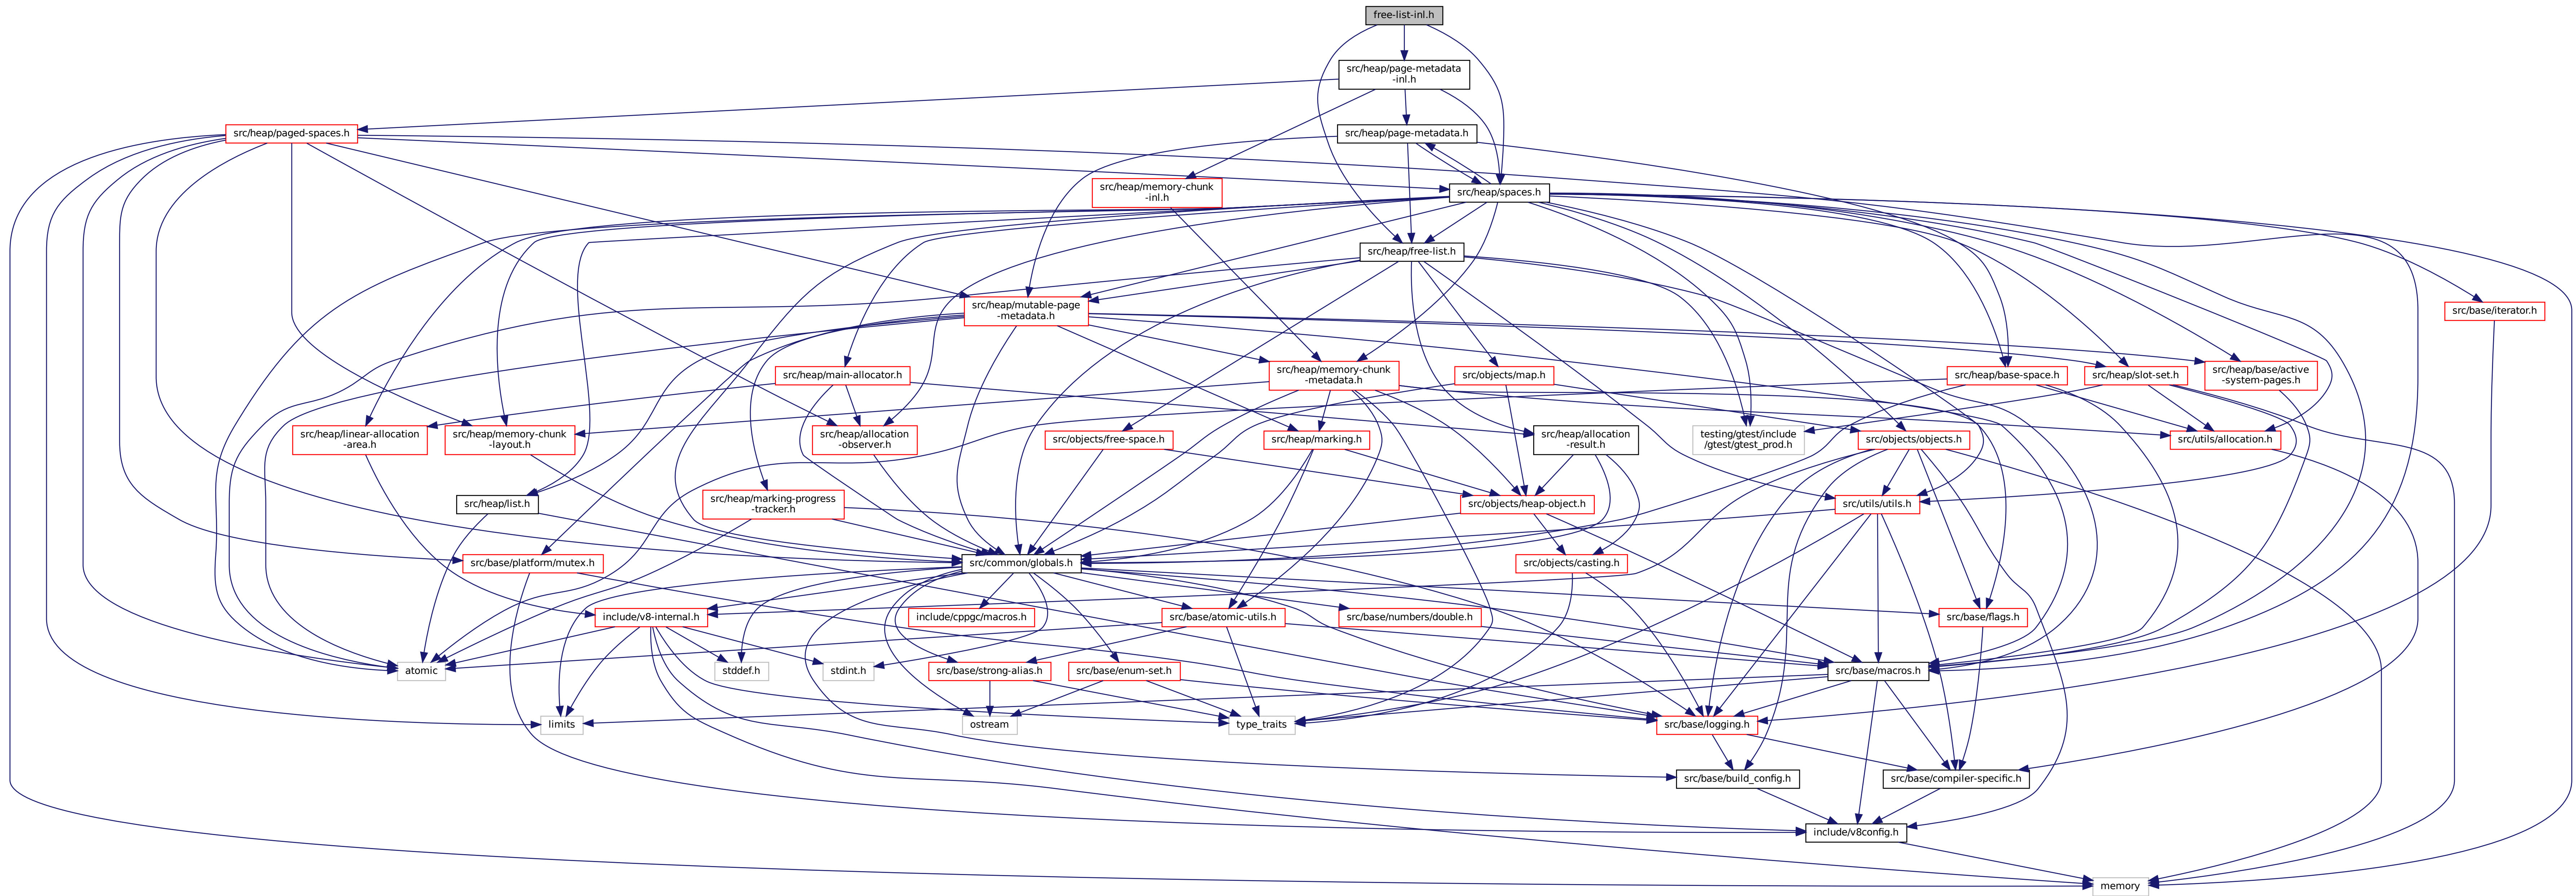 free-list-inl.h
src/heap/page-metadata
-inl.h
src/heap/paged-spaces.h
src/heap/page-metadata.h
src/heap/memory-chunk
-inl.h
src/heap/spaces.h
src/heap/free-list.h
src/heap/mutable-page
-metadata.h
src/base/iterator.h
src/heap/main-allocator.h
src/heap/memory-chunk
-metadata.h
src/objects/map.h
src/heap/base-space.h
src/heap/slot-set.h
src/heap/base/active
-system-pages.h
src/heap/linear-allocation
-area.h
src/heap/memory-chunk
-layout.h
src/heap/allocation
-observer.h
src/objects/free-space.h
src/heap/marking.h
src/heap/allocation
-result.h
testing/gtest/include
/gtest/gtest_prod.h
src/objects/objects.h
src/utils/allocation.h
src/heap/list.h
src/heap/marking-progress
-tracker.h
src/objects/heap-object.h
src/utils/utils.h
src/base/platform/mutex.h
src/common/globals.h
src/objects/casting.h
include/v8-internal.h
include/cppgc/macros.h
src/base/atomic-utils.h
src/base/numbers/double.h
src/base/flags.h
atomic
stddef.h
stdint.h
src/base/strong-alias.h
src/base/enum-set.h
src/base/macros.h
limits
ostream
type_traits
src/base/logging.h
src/base/build_config.h
src/base/compiler-specific.h
include/v8config.h
memory